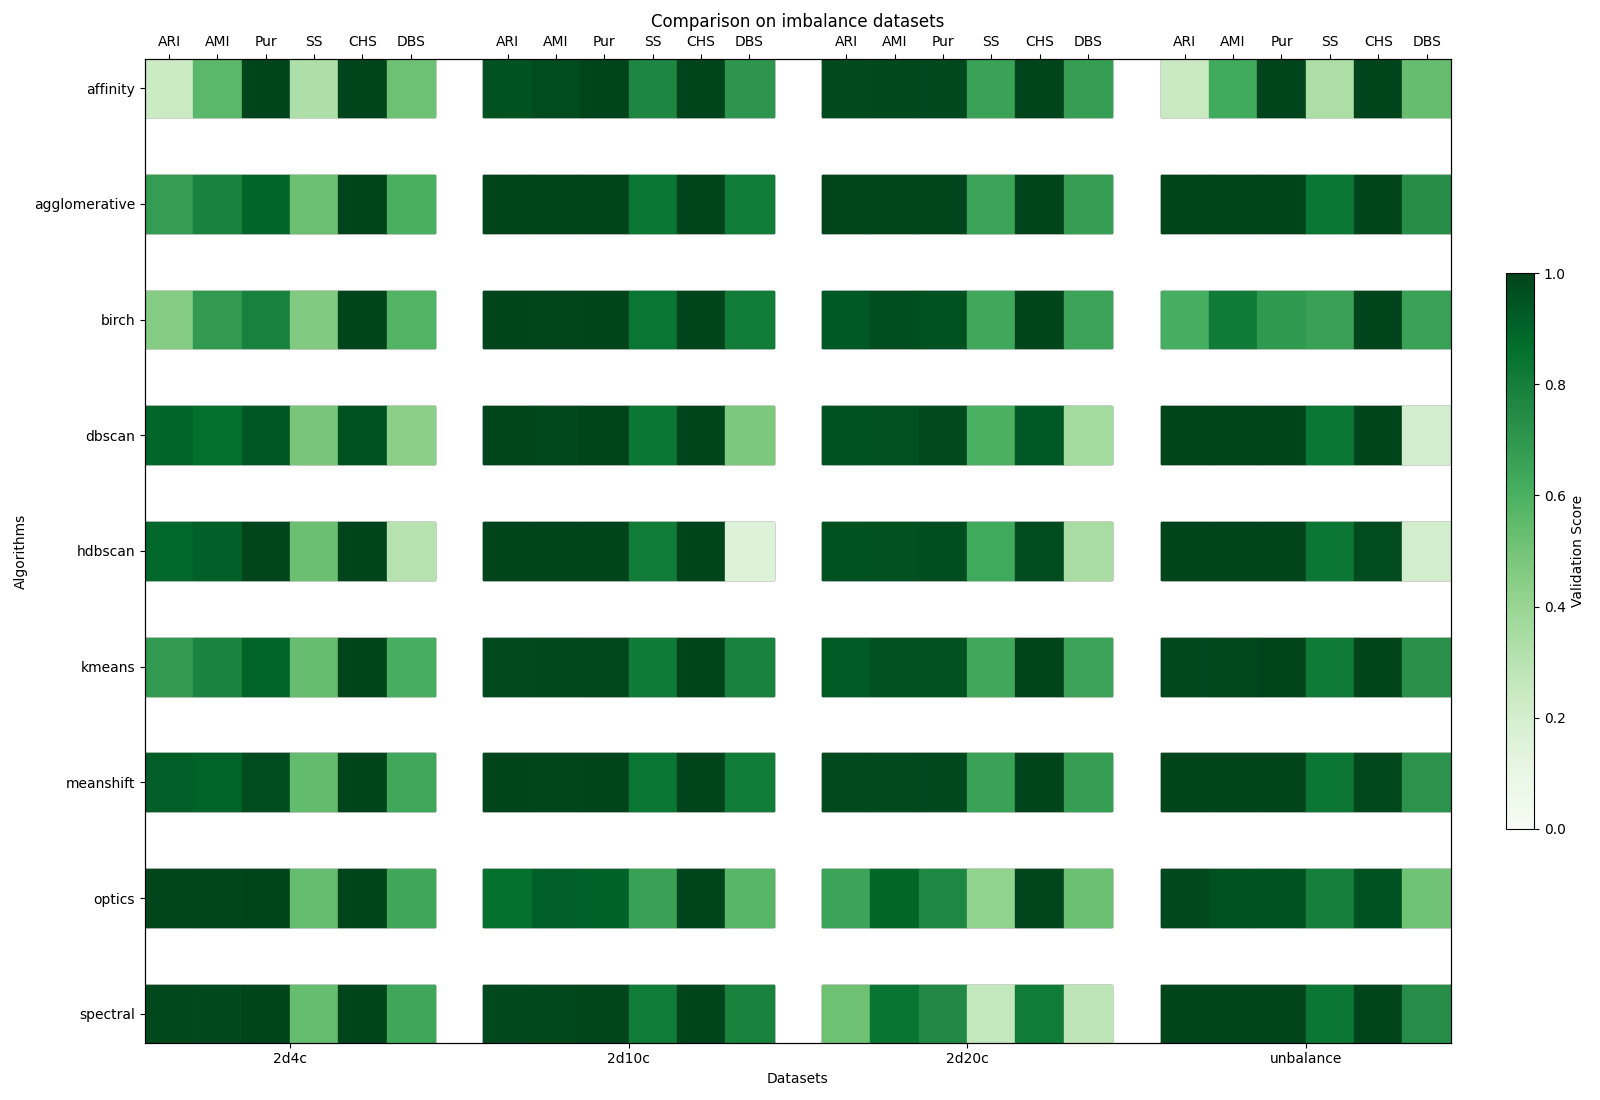 Comparison on imbalance datasets
ARI AMI Pur SS CHS DBS ARI AMI Pur SS CHS DBS ARI AMI Pur SS CHS DBS ARI AMI Pur SS CHS DBS
affinity
agglomerative
birch
dbscan
hdbscan
kmeans
meanshift
optics
spectral
Algorithms
2d4c 2d10c 2d20c unbalance
Datasets
1.0
0.8
0.6
0.4
0.2
0.0
Validation Score